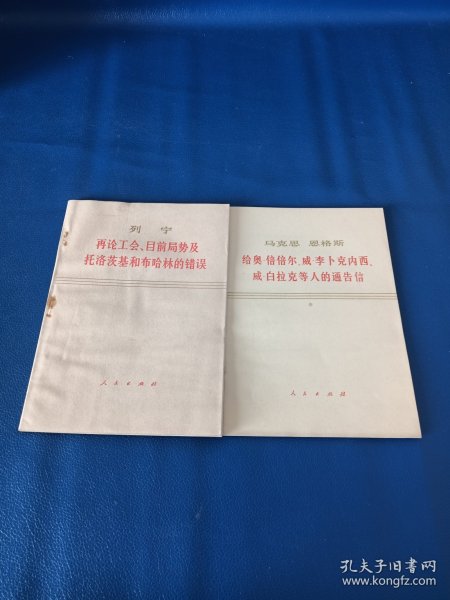 列 宁
再论工会、目前局势及
托洛茨基和布哈林的错误
人民出版社
马克思 恩格斯
给奥·倍倍尔、威·李卜克内西、
威·白拉克等人的通告信
人民出版社
孔夫子旧书网
www.kongfz.com